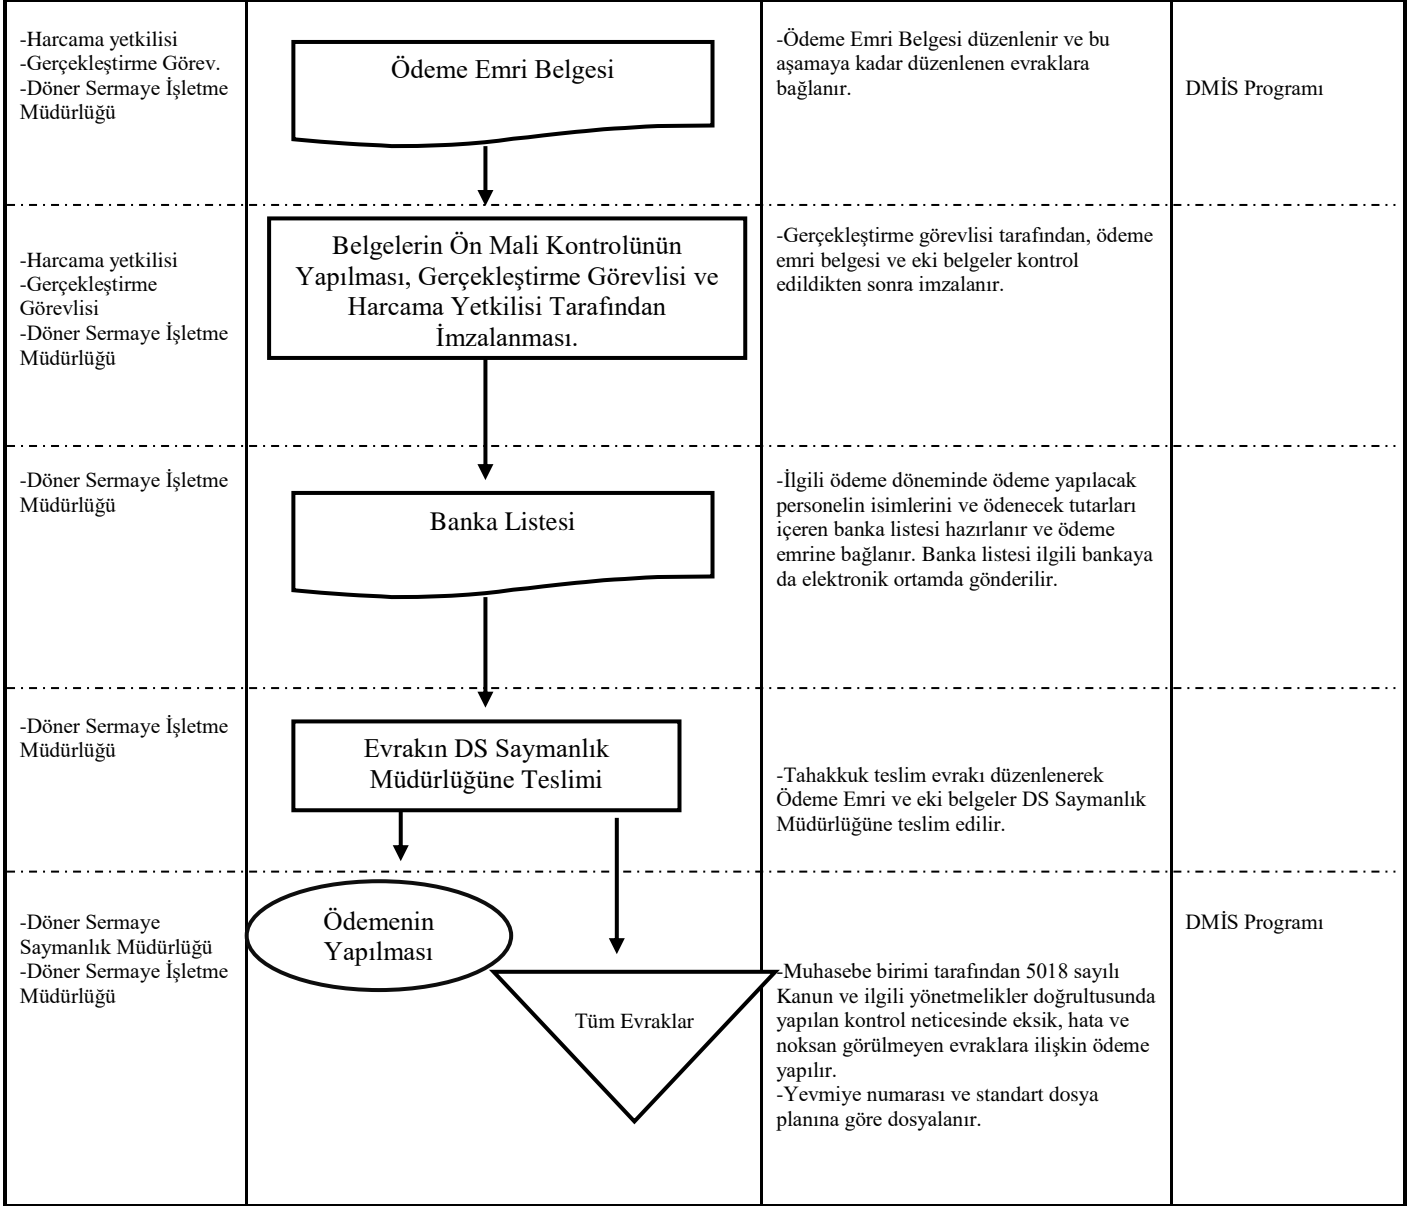 -Harcama yetkilisi
-Gerçekleştirme Görev.
-Döner Sermaye İşletme
Müdürlüğü
Ödeme Emri Belgesi
-Ödeme Emri Belgesi düzenlenir ve bu
aşamaya kadar düzenlenen evraklara
bağlanır.
DMİS Programı
-Harcama yetkilisi
-Gerçekleştirme
Görevlisi
-Döner Sermaye İşletme
Müdürlüğü
Belgelerin Ön Mali Kontrolünün
Yapılması, Gerçekleştirme Görevlisi ve
Harcama Yetkilisi Tarafından
İmzalanması.
-Gerçekleştirme görevlisi tarafından, ödeme
emri belgesi ve eki belgeler kontrol
edildikten sonra imzalanır.
-Döner Sermaye İşletme
Müdürlüğü
Banka Listesi
-İlgili ödeme döneminde ödeme yapılacak
personelin isimlerini ve ödenecek tutarları
içeren banka listesi hazırlanır ve ödeme
emrine bağlanır. Banka listesi ilgili bankaya
da elektronik ortamda gönderilir.
-Döner Sermaye İşletme
Müdürlüğü
Evrakın DS Saymanlık
Müdürlüğüne Teslimi
-Tahakkuk teslim evrakı düzenlenerek
Ödeme Emri ve eki belgeler DS Saymanlık
Müdürlüğüne teslim edilir.
-Döner Sermaye
Saymanlık Müdürlüğü
-Döner Sermaye İşletme
Müdürlüğü
Ödemenin
Yapılması
Tüm Evraklar
-Muhasebe birimi tarafından 5018 sayılı
Kanun ve ilgili yönetmelikler doğrultusunda
yapılan kontrol neticesinde eksik, hata ve
noksan görülmeyen evraklara ilişkin ödeme
yapılır.
-Yevmiye numarası ve standart dosya
planına göre dosyalanır.
DMİS Programı